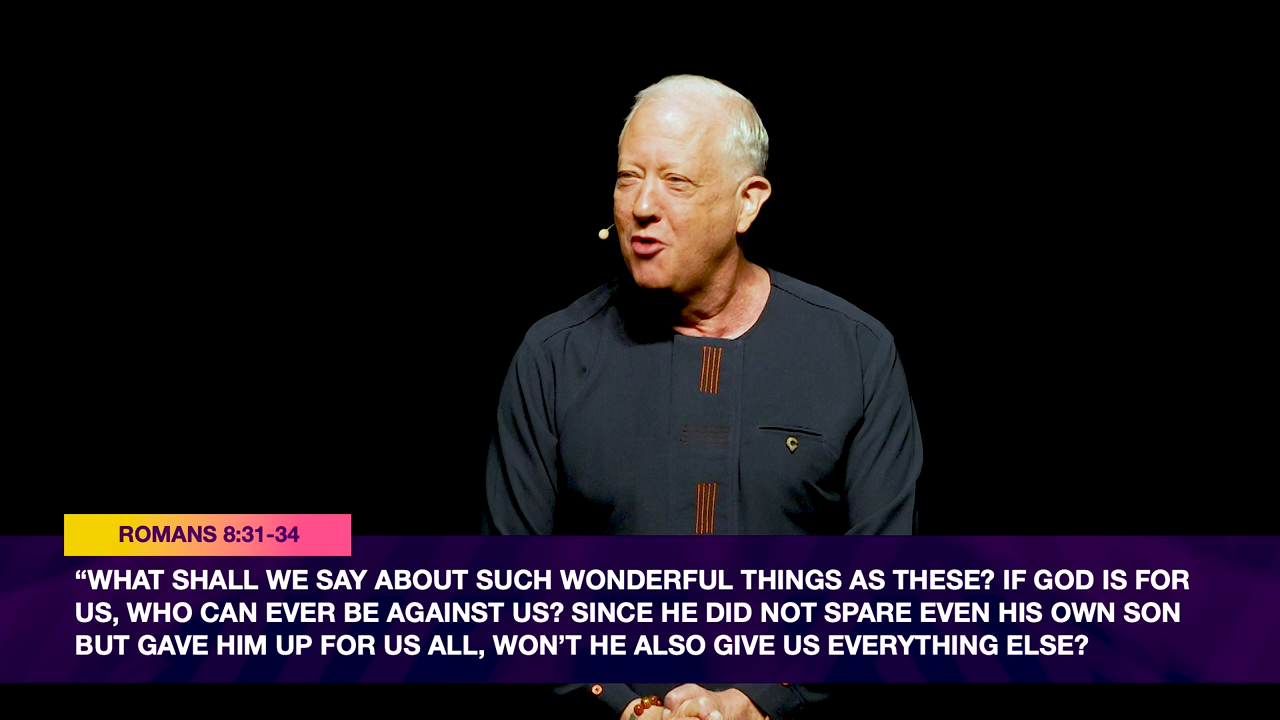 ROMANS 8:31-34
“WHAT SHALL WE SAY ABOUT SUCH WONDERFUL THINGS AS THESE? IF GOD IS FOR
US, WHO CAN EVER BE AGAINST US? SINCE HE DID NOT SPARE EVEN HIS OWN SON
BUT GAVE HIM UP FOR US ALL, WON’T HE ALSO GIVE US EVERYTHING ELSE?